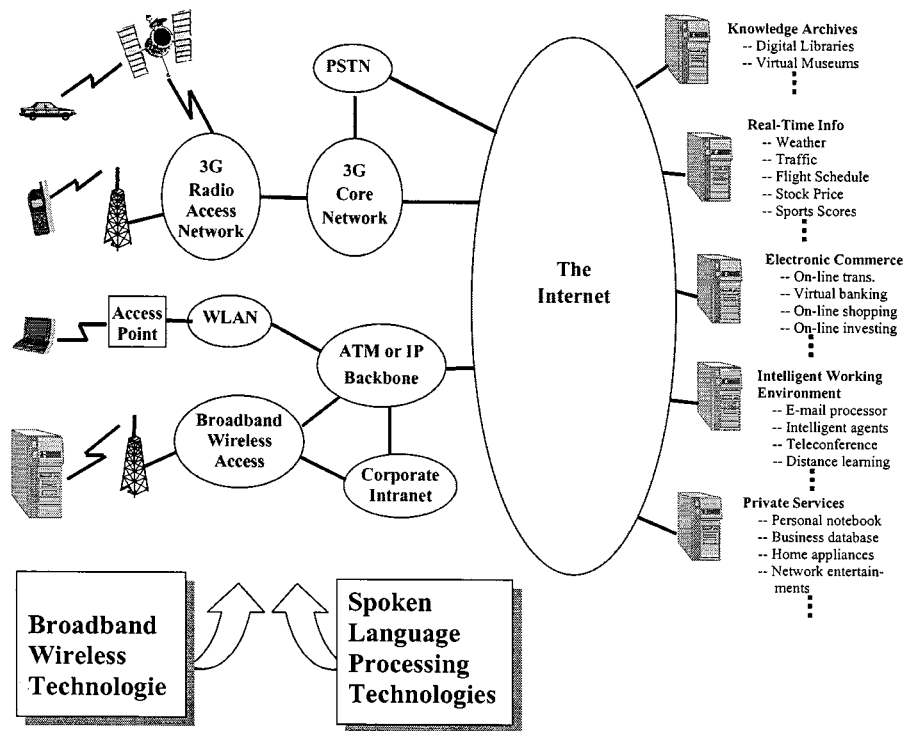 PSTN
3G
Radio
Access
Network
3G
Core
Network
Access
Point
WLAN
ATM or IP
Backbone
Broadband
Wireless
Access
Corporate
Intranet
The
Internet
Knowledge Archives
-- Digital Libraries
-- Virtual Museums
Real-Time Info
-- Weather
-- Traffic
-- Flight Schedule
-- Stock Price
-- Sports Scores
Electronic Commerce
-- On-line trans.
-- Virtual banking
-- On-line shopping
-- On-line investing
Intelligent Working
Environment
-- E-mail processor
-- Intelligent agents
-- Teleconference
-- Distance learning
Private Services
-- Personal notebook
-- Business database
-- Home appliances
-- Network entertain-
ments
Broadband
Wireless
Technologie
Spoken
Language
Processing
Technologies